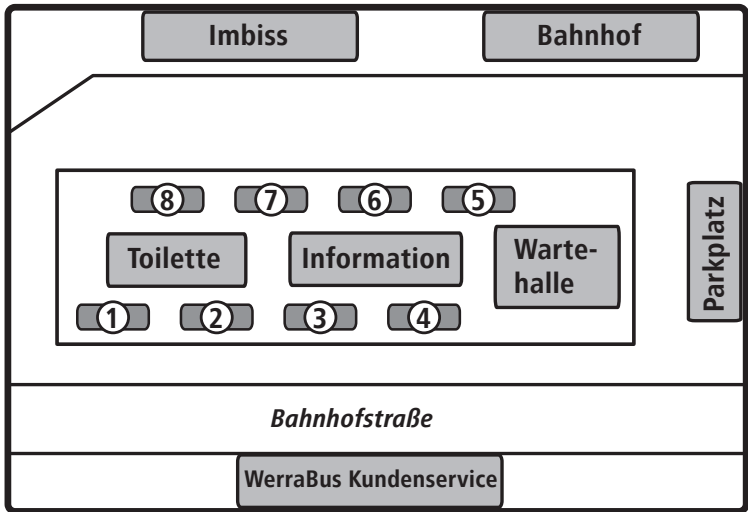 Imbiss
Bahnhof
8 7 6 5
Toilette
Information
Warte-
halle
Parkplatz
1 2 3 4
Bahnhofstraße
WerraBus Kundenservice